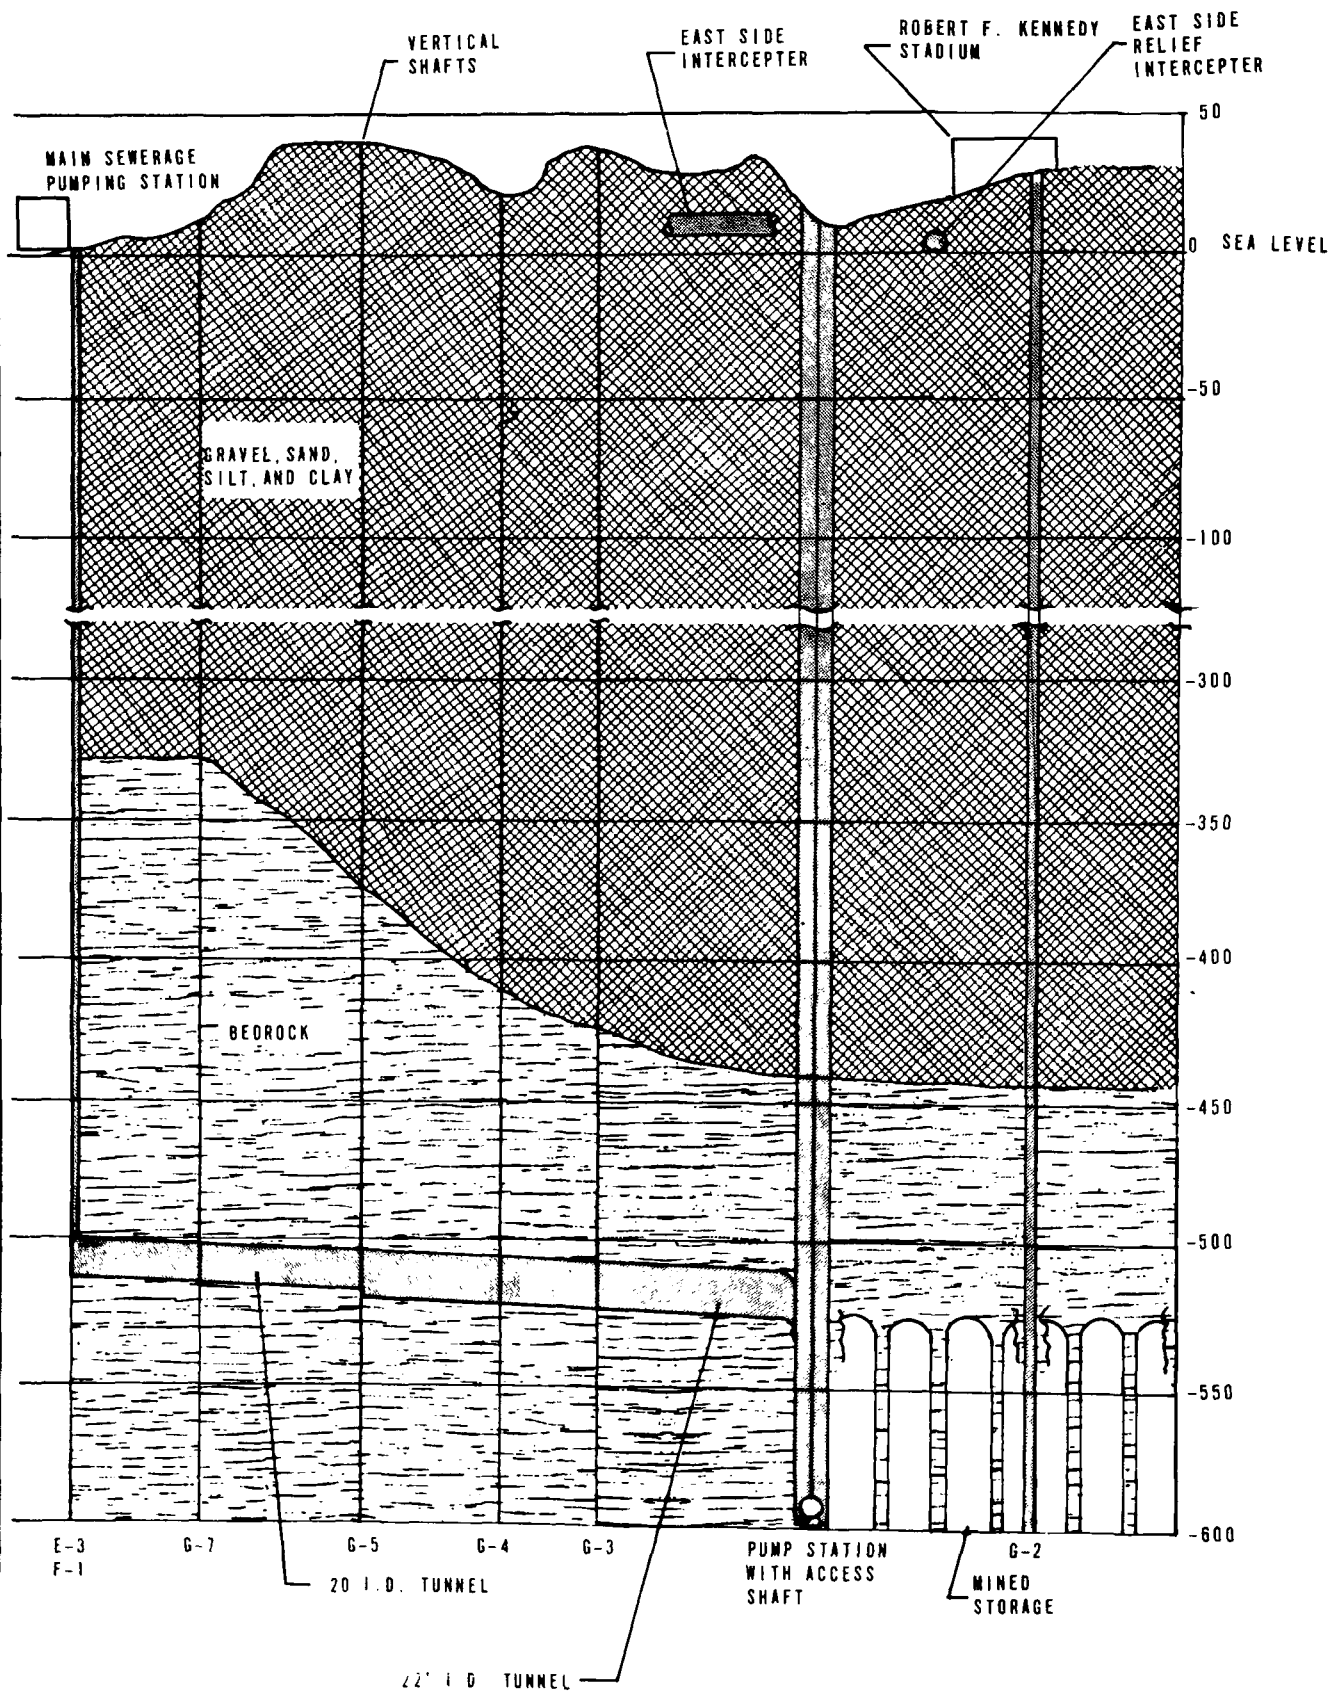 VERTICAL
SHAFTS
EAST SIDE
INTERCEPTER
ROBERT F. KENNEDY
STADIUM
EAST SIDE
RELIEF
INTERCEPTER
50
MAIN SEWERAGE
PUMPING STATION
0 SEA LEVEL
-50
GRAVEL, SAND,
SILT, AND CLAY
-100
-300
-350
-400
BEDROCK
-450
-500
-550
-600
E-3
F-1
G-7
G-5
G-4
G-3
PUMP STATION
WITH ACCESS
SHAFT
G-2
MINED
STORAGE
20 I.D. TUNNEL
22' I D TUNNEL